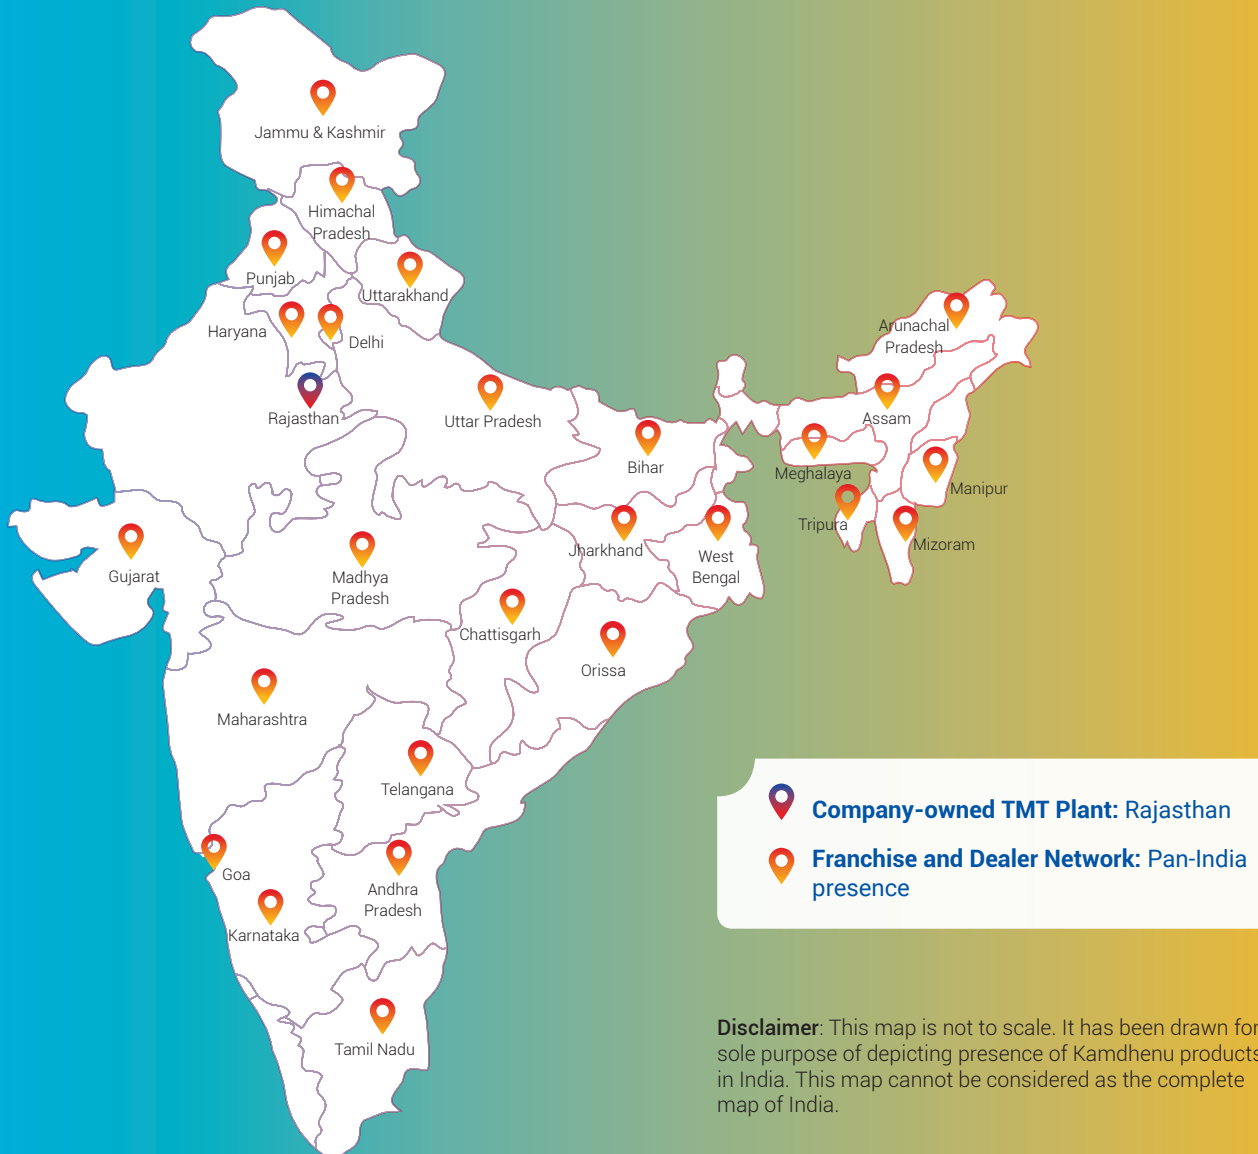 Jammu & Kashmir
Himachal
Pradesh
Punjab
Uttarakhand
Haryana
Delhi
Rajasthan
Uttar Pradesh
Bihar
Arunachal
Pradesh
Assam
Meghalaya
Manipur
Tripura
Mizoram
Gujarat
Madhya
Pradesh
Jharkhand
West
Bengal
Chattisgarh
Orissa
Maharashtra
Telangana
Goa
Andhra
Pradesh
Karnataka
Tamil Nadu
Company-owned TMT Plant: Rajasthan
Franchise and Dealer Network: Pan-India
presence
Disclaimer: This map is not to scale. It has been drawn for
sole purpose of depicting presence of Kamdhenu products
in India. This map cannot be considered as the complete
map of India.